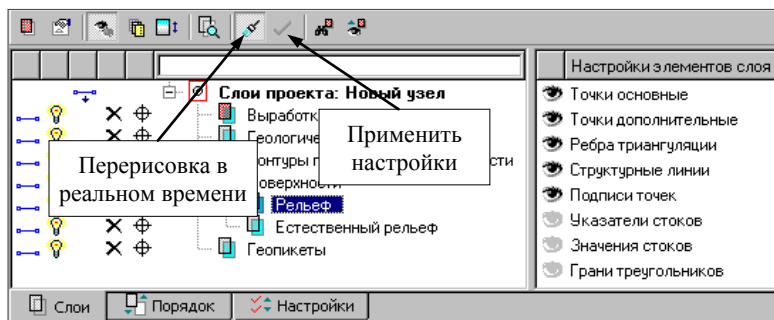 Настройки элементов слоя
Слои проекта: Новый узел
Точки основные
Выработк
Точки дополнительные
Геологиче
Применить
настройки
Ребра триангуляции
Перерисовка в
реальном времени
онтуры п
ости
Структурные линии
оверхности
Подписи точек
Рельеф
Указатели стоков
Естественный рельеф
Значения стоков
Геопикеты
Грани треугольников
Слои
Порядок
Настройки